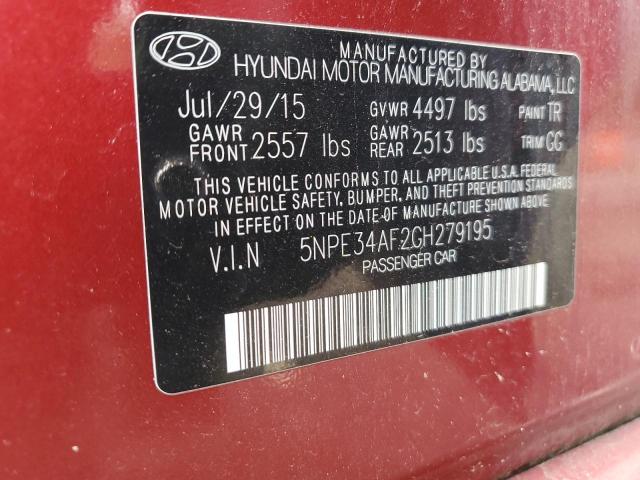 MANUFACTURED BY
HYUNDAI MOTOR MANUFACTURING ALABAMA, LLC
Jul/29/15 GVWR 4497 lbs PAINT TR
GAWR FRONT 2557 lbs GAWR REAR 2513 lbs TRIM GG
THIS VEHICLE CONFORMS TO ALL APPLICABLE U.S.A. FEDERAL
MOTOR VEHICLE SAFETY, BUMPER, AND THEFT PREVENTION STANDARDS
IN EFFECT ON THE DATE OF MANUFACTURE SHOWN ABOVE.
V.I.N 5NPE34AF2GH279195
PASSENGER CAR